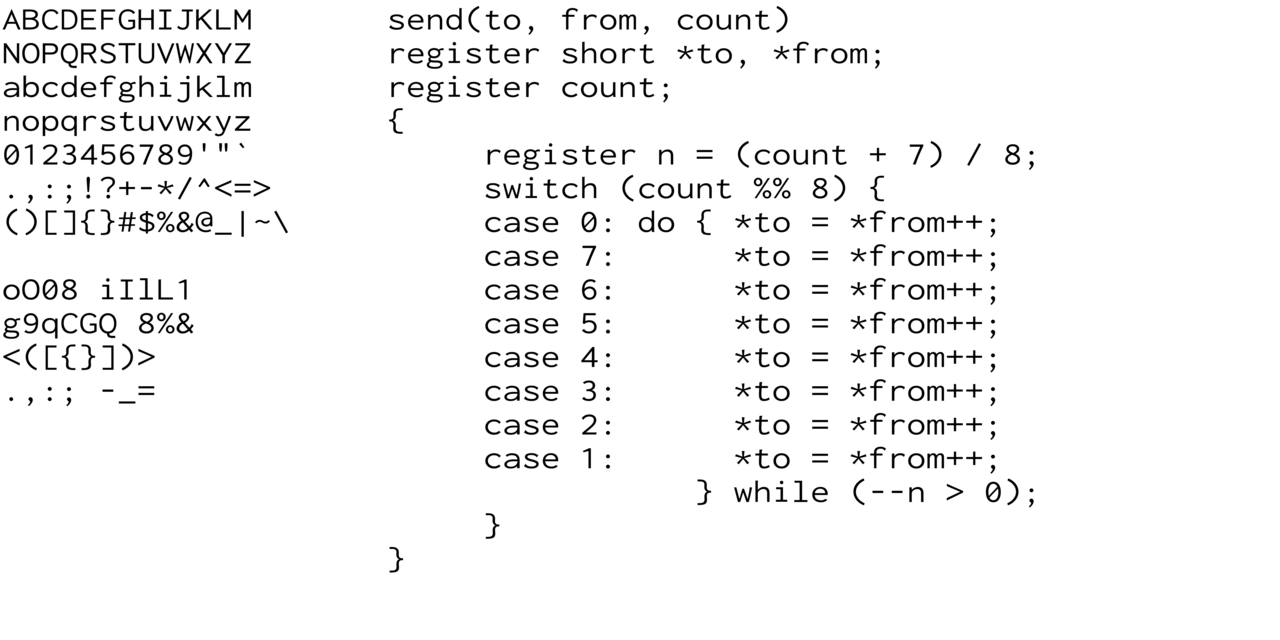 ABCDEFGHIJKLM
NOPQRSTUVWXYZ
abcdefghijklm
nopqrstuvwxyz
0123456789'"`
.,:;!?+-*/^<=>
()[]{}#$%&@_|~\
oO08 iIlL1
g9qCGQ 8%&
<([{}])>
.,:; -_=
send(to, from, count)
register short *to, *from;
register count;
{
     register n = (count + 7) / 8;
     switch (count %% 8) {
     case 0: do { *to = *from++;
     case 7:      *to = *from++;
     case 6:      *to = *from++;
     case 5:      *to = *from++;
     case 4:      *to = *from++;
     case 3:      *to = *from++;
     case 2:      *to = *from++;
     case 1:      *to = *from++;
                } while (--n > 0);
     }
}